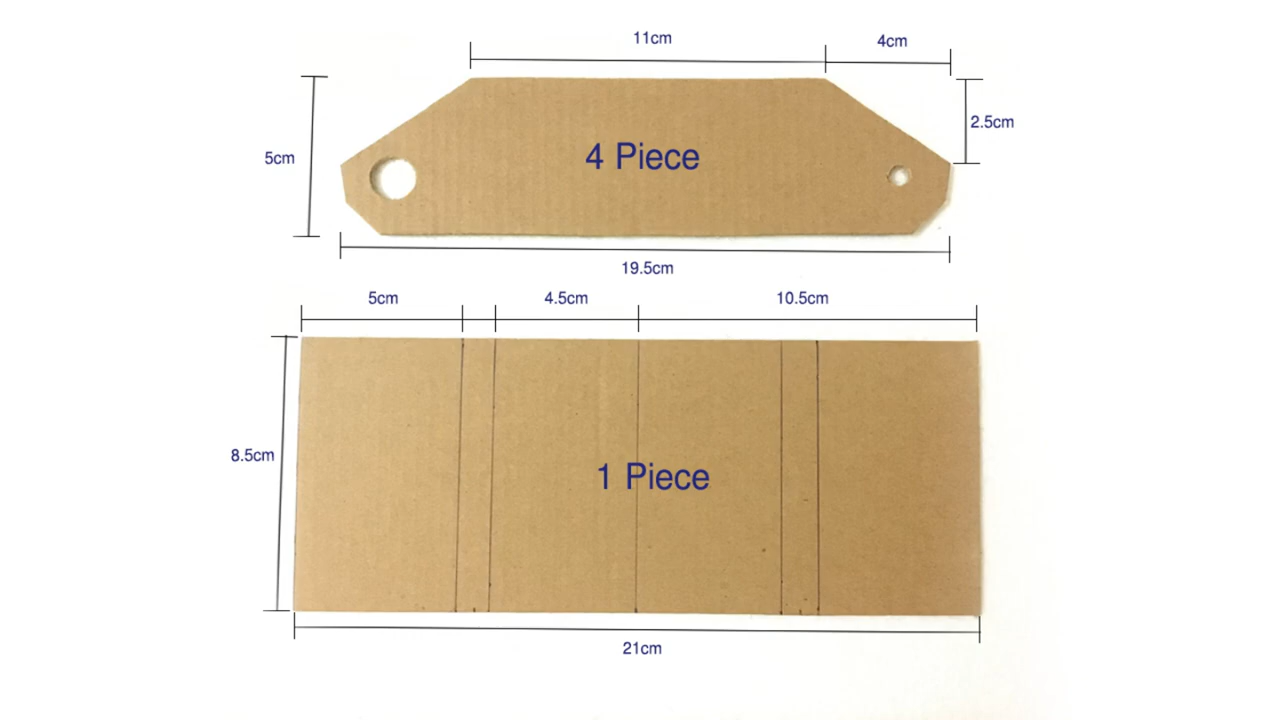 11cm
4cm
2.5cm
5cm
4 Piece
19.5cm
5cm
4.5cm
10.5cm
8.5cm
1 Piece
21cm